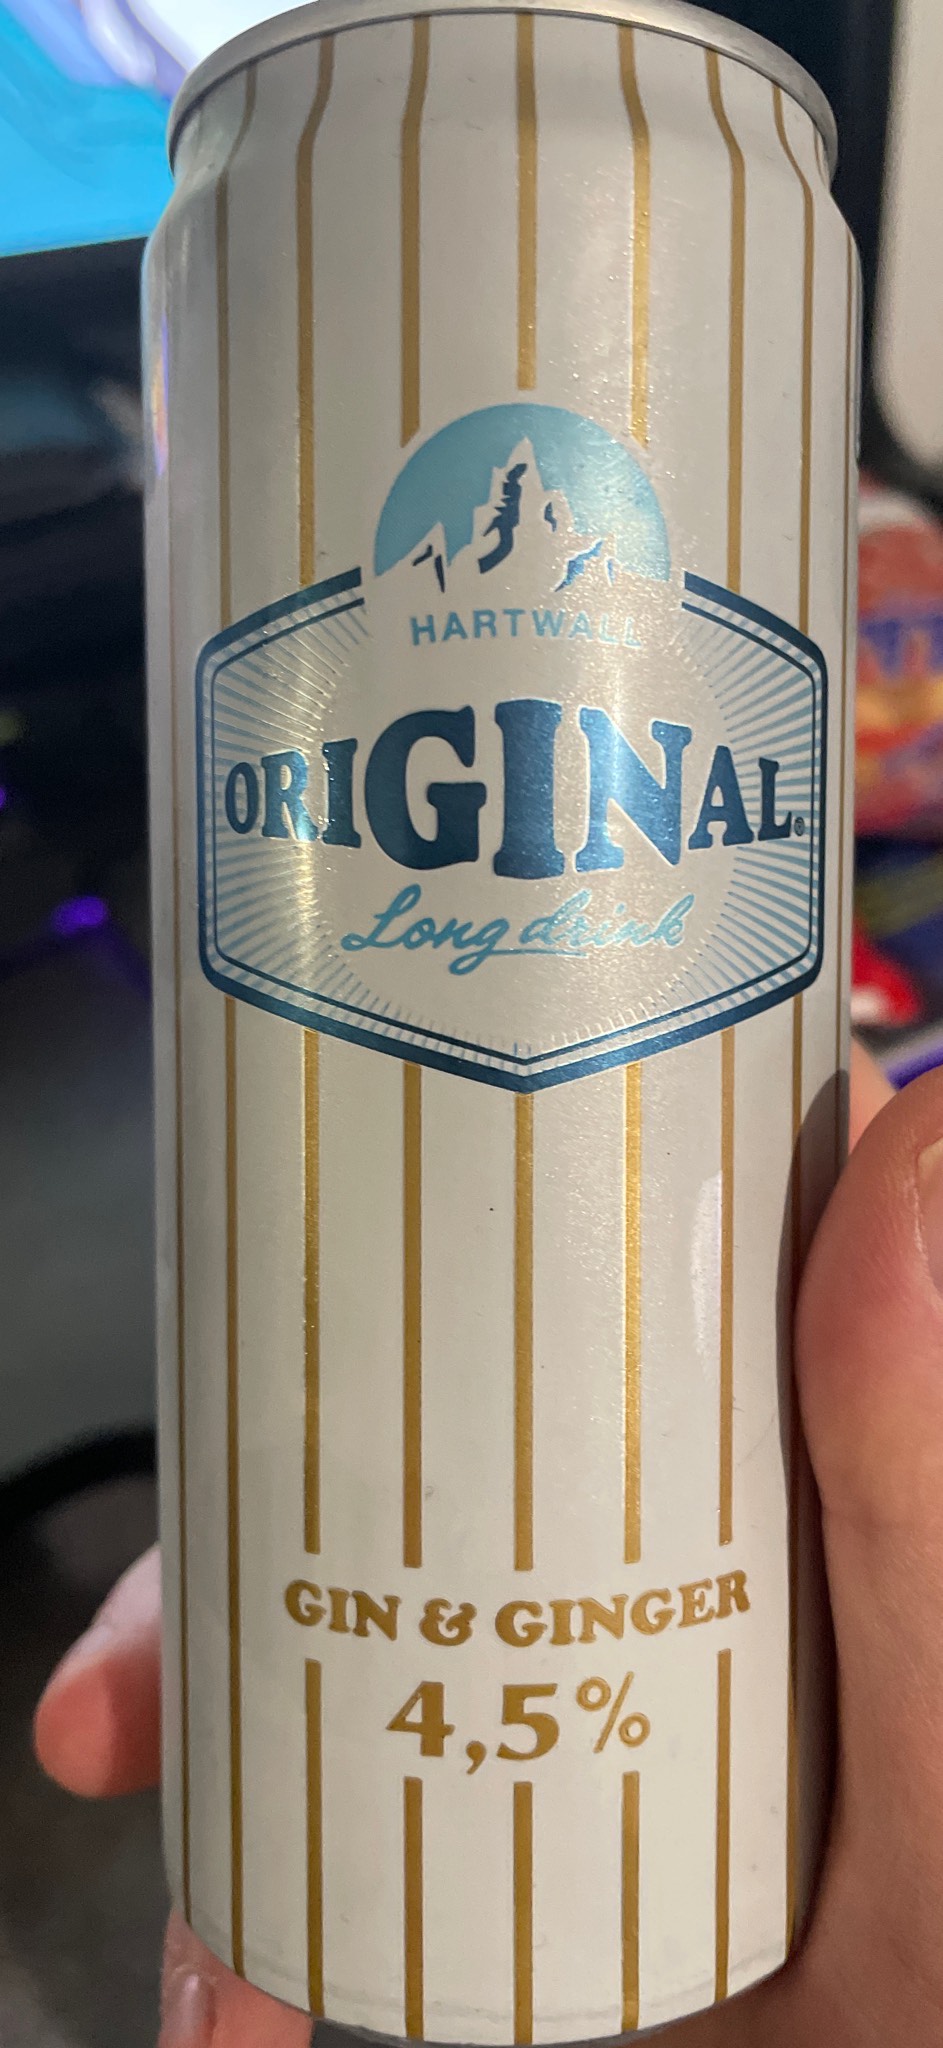 HARTWALL
ORIGINAL®
Long drink
GIN & GINGER
4,5%